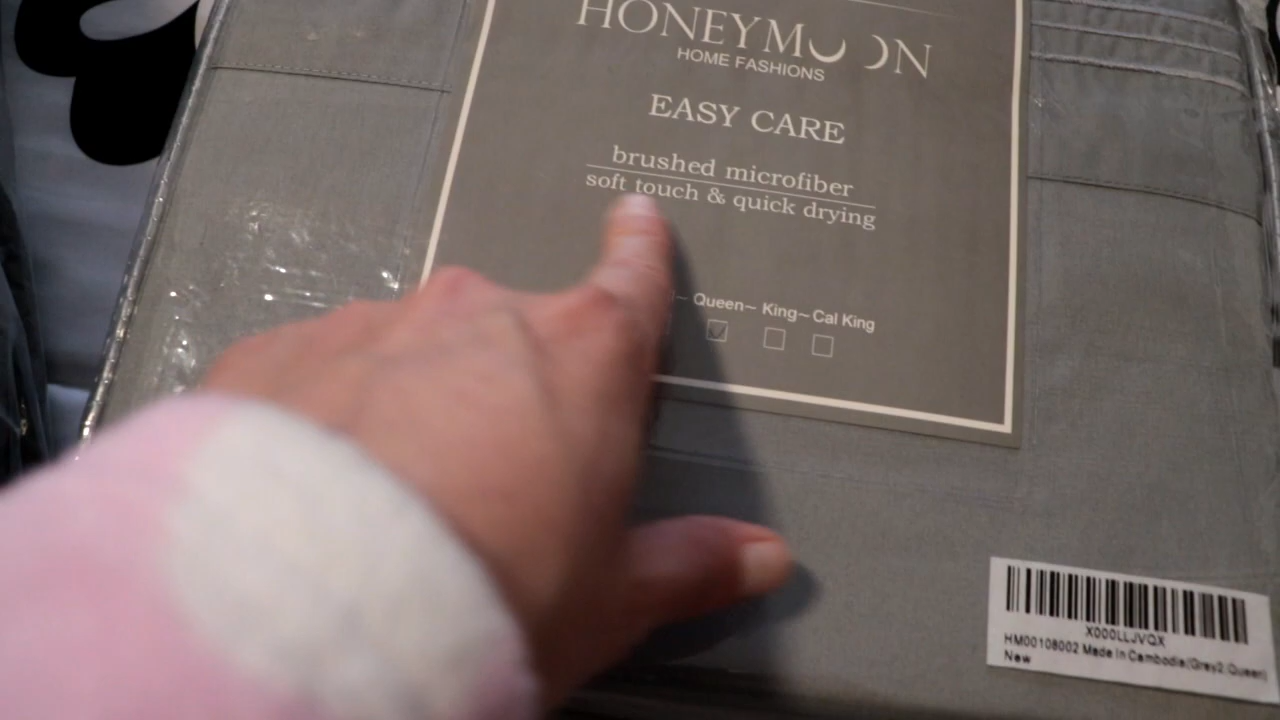 HONEYMOON
HOME FASHIONS
EASY CARE
brushed microfiber
soft touch & quick drying
~ Queen~ King~Cal King
X000LLJVQX
HM00108002 Made In Cambodia(Grey2 Queen)
New